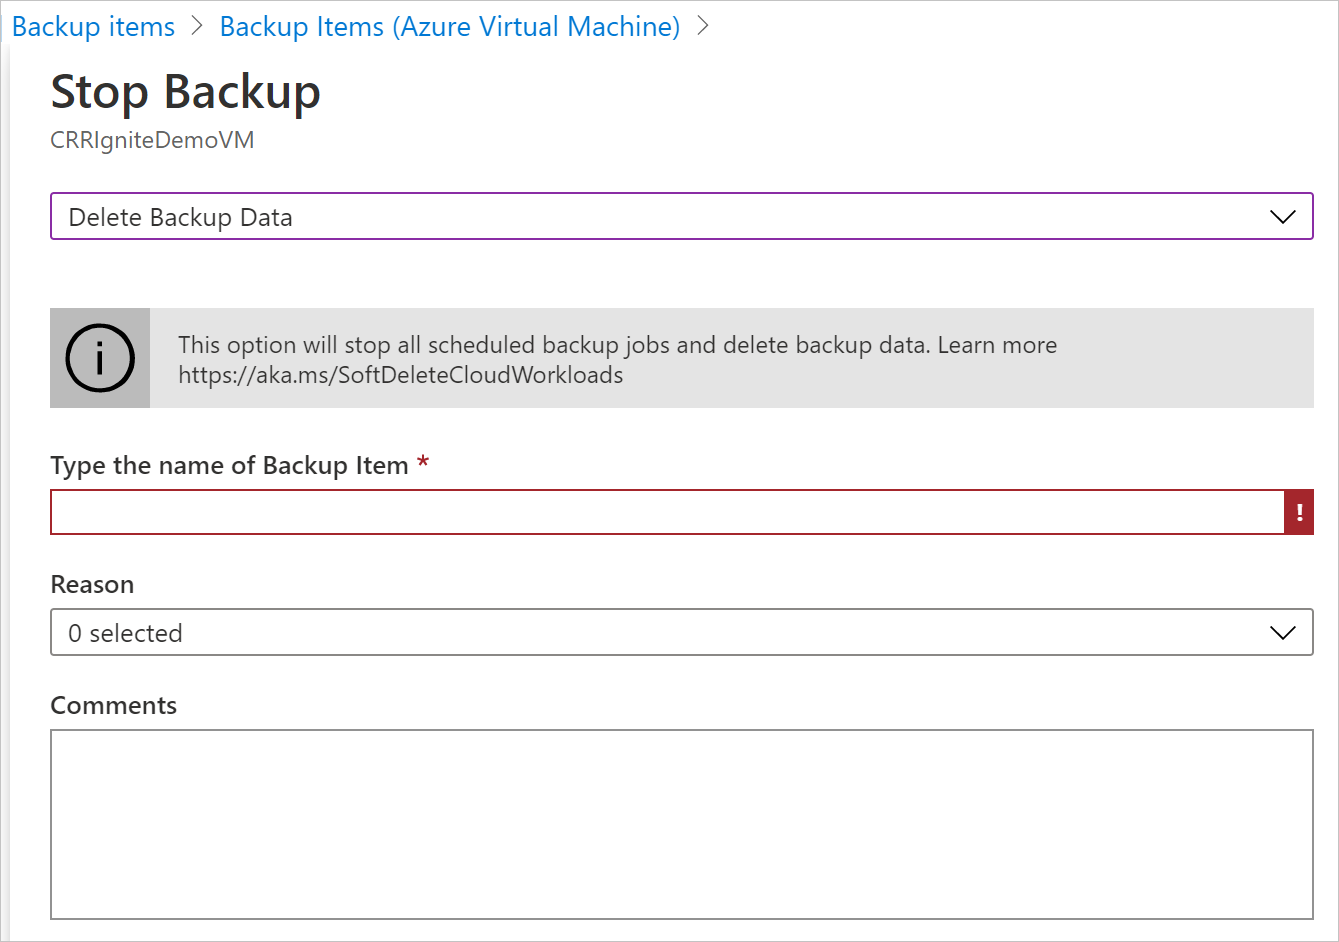 Backup items > Backup Items (Azure Virtual Machine) >
Stop Backup
CRRIgniteDemoVM
Delete Backup Data
i
This option will stop all scheduled backup jobs and delete backup data. Learn more
https://aka.ms/SoftDeleteCloudWorkloads
Type the name of Backup Item *
!
Reason
0 selected
Comments